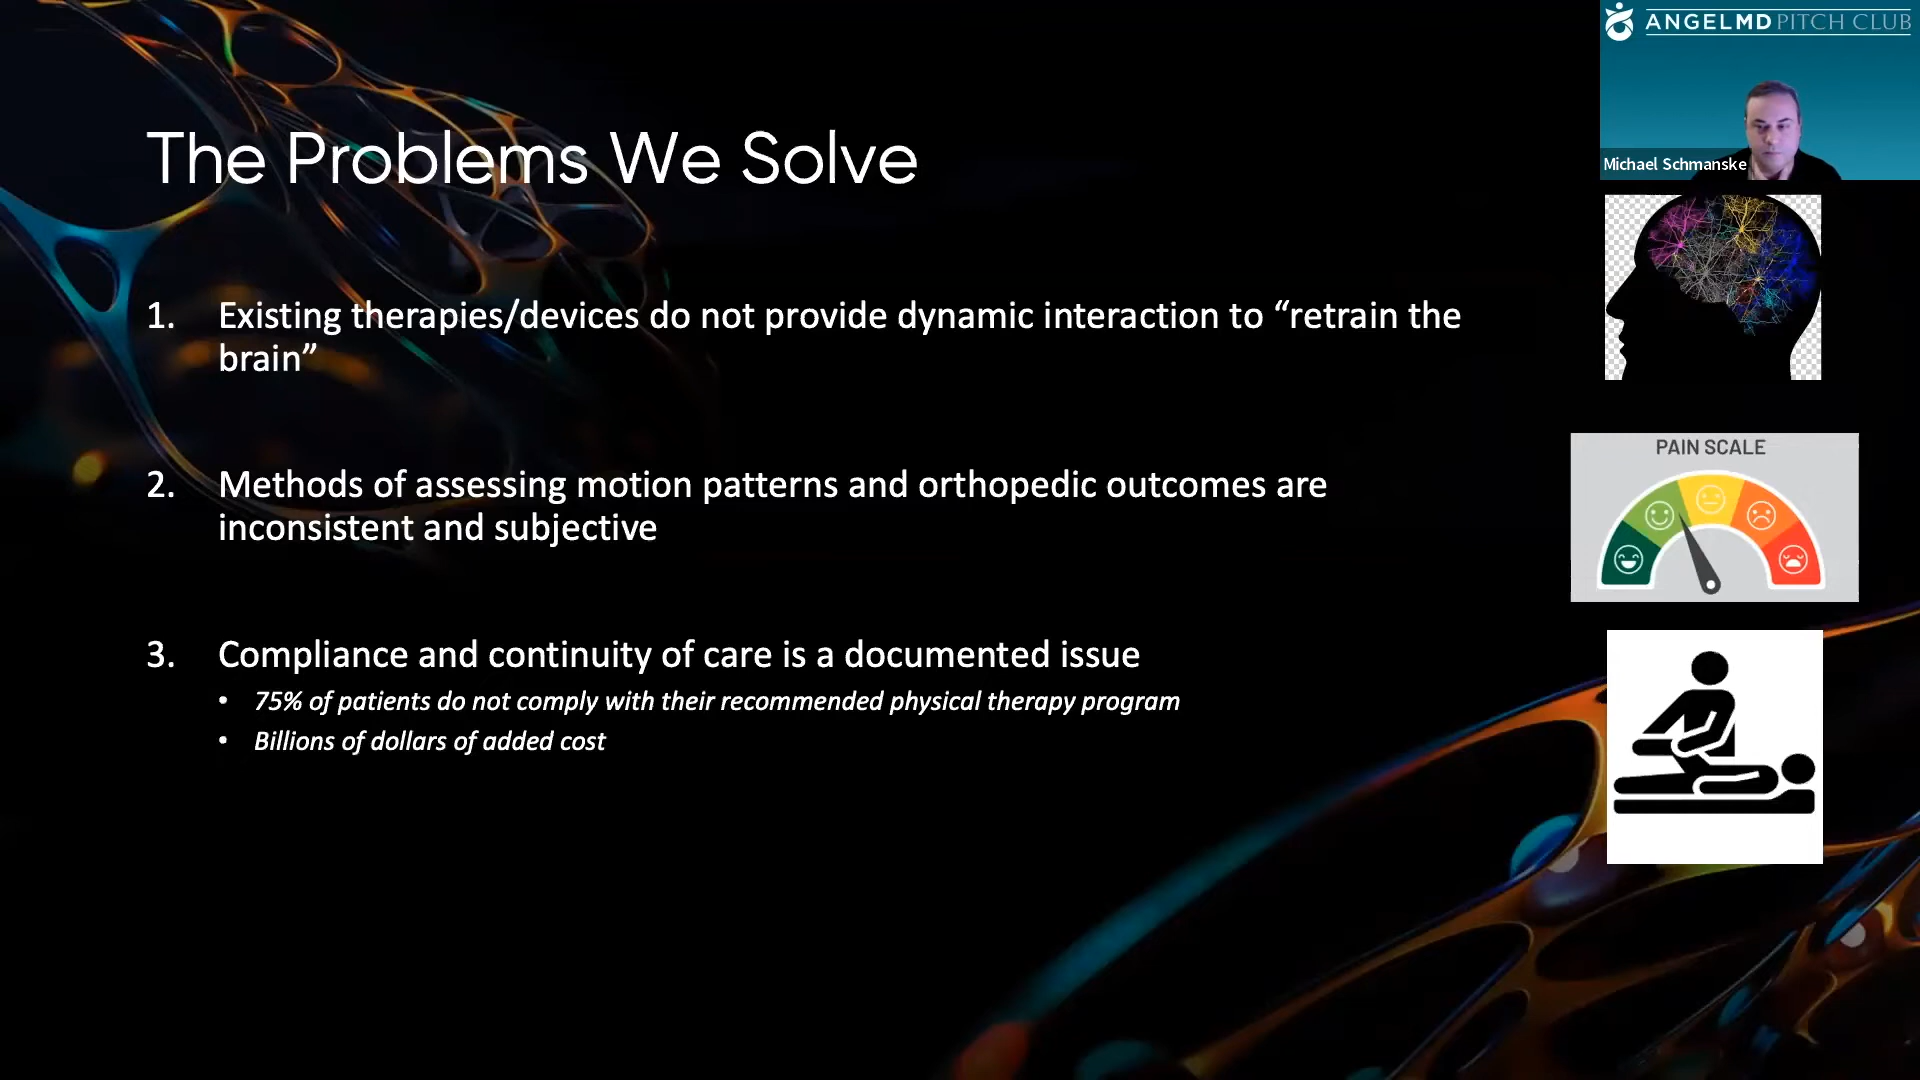 ANGELMD PITCH CLUB
Michael Schmanske
The Problems We Solve
1. Existing therapies/devices do not provide dynamic interaction to “retrain the
brain”
2. Methods of assessing motion patterns and orthopedic outcomes are
inconsistent and subjective
3. Compliance and continuity of care is a documented issue
• 75% of patients do not comply with their recommended physical therapy program
• Billions of dollars of added cost
PAIN SCALE